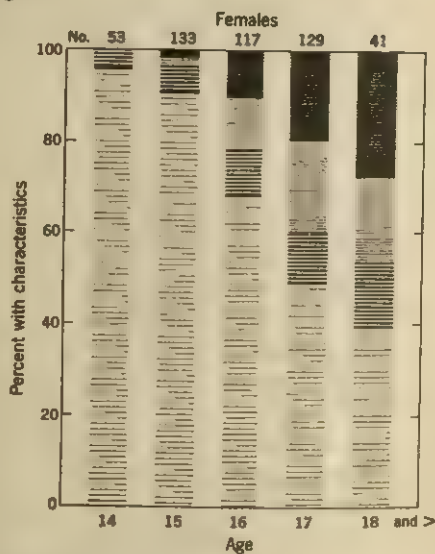 Females
No. 53 133 117 129 41
100
80
60
40
20
0
Percent with characteristics
14 15 16 17 18 and >
Age